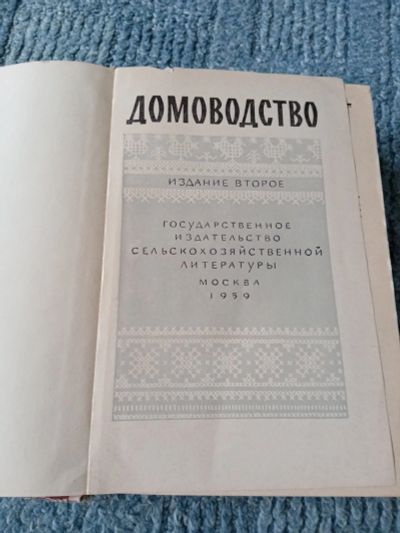 ДОМОВОДСТВО
ИЗДАНИЕ ВТОРОЕ
ГОСУДАРСТВЕННОЕ
ИЗДАТЕЛЬСТВО
СЕЛЬСКОХОЗЯЙСТВЕННОЙ
ЛИТЕРАТУРЫ
МОСКВА
1959